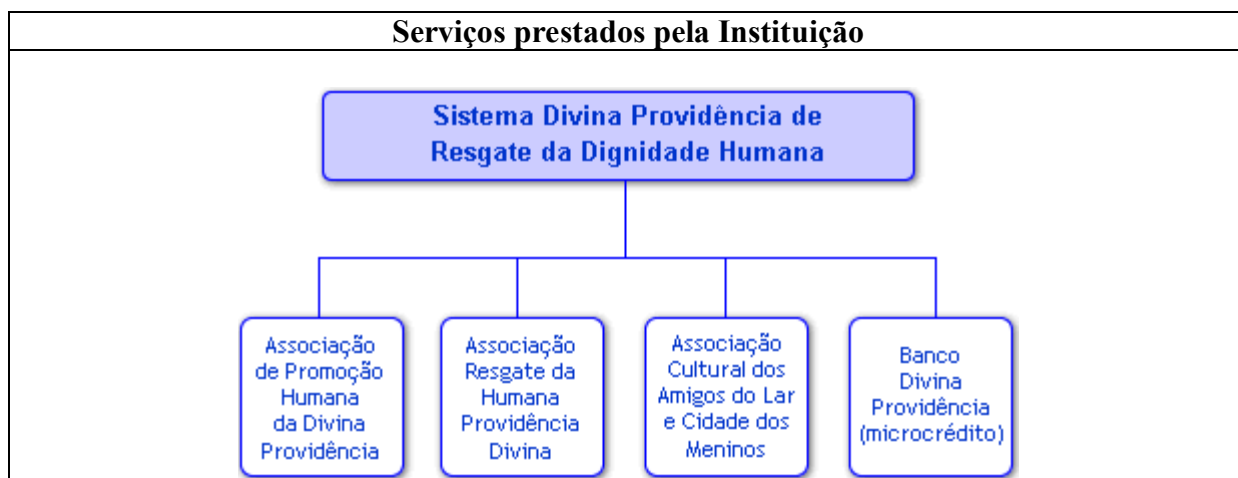 Serviços prestados pela Instituição
Sistema Divina Providência de
Resgate da Dignidade Humana
Associação
de Promoção
Humana
da Divina
Providência
Associação
Resgate da
Humana
Providência
Divina
Associação
Cultural dos
Amigos do Lar
e Cidade dos
Meninos
Banco
Divina
Providência
(microcrédito)